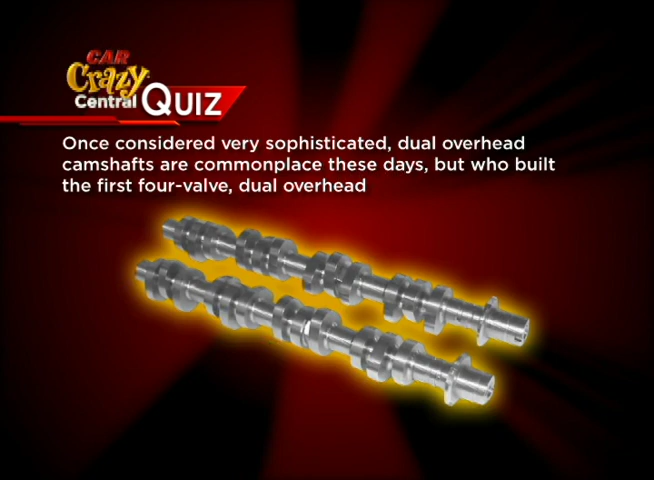 CAR
Crazy
Central QUIZ
Once considered very sophisticated, dual overhead
camshafts are commonplace these days, but who built
the first four-valve, dual overhead